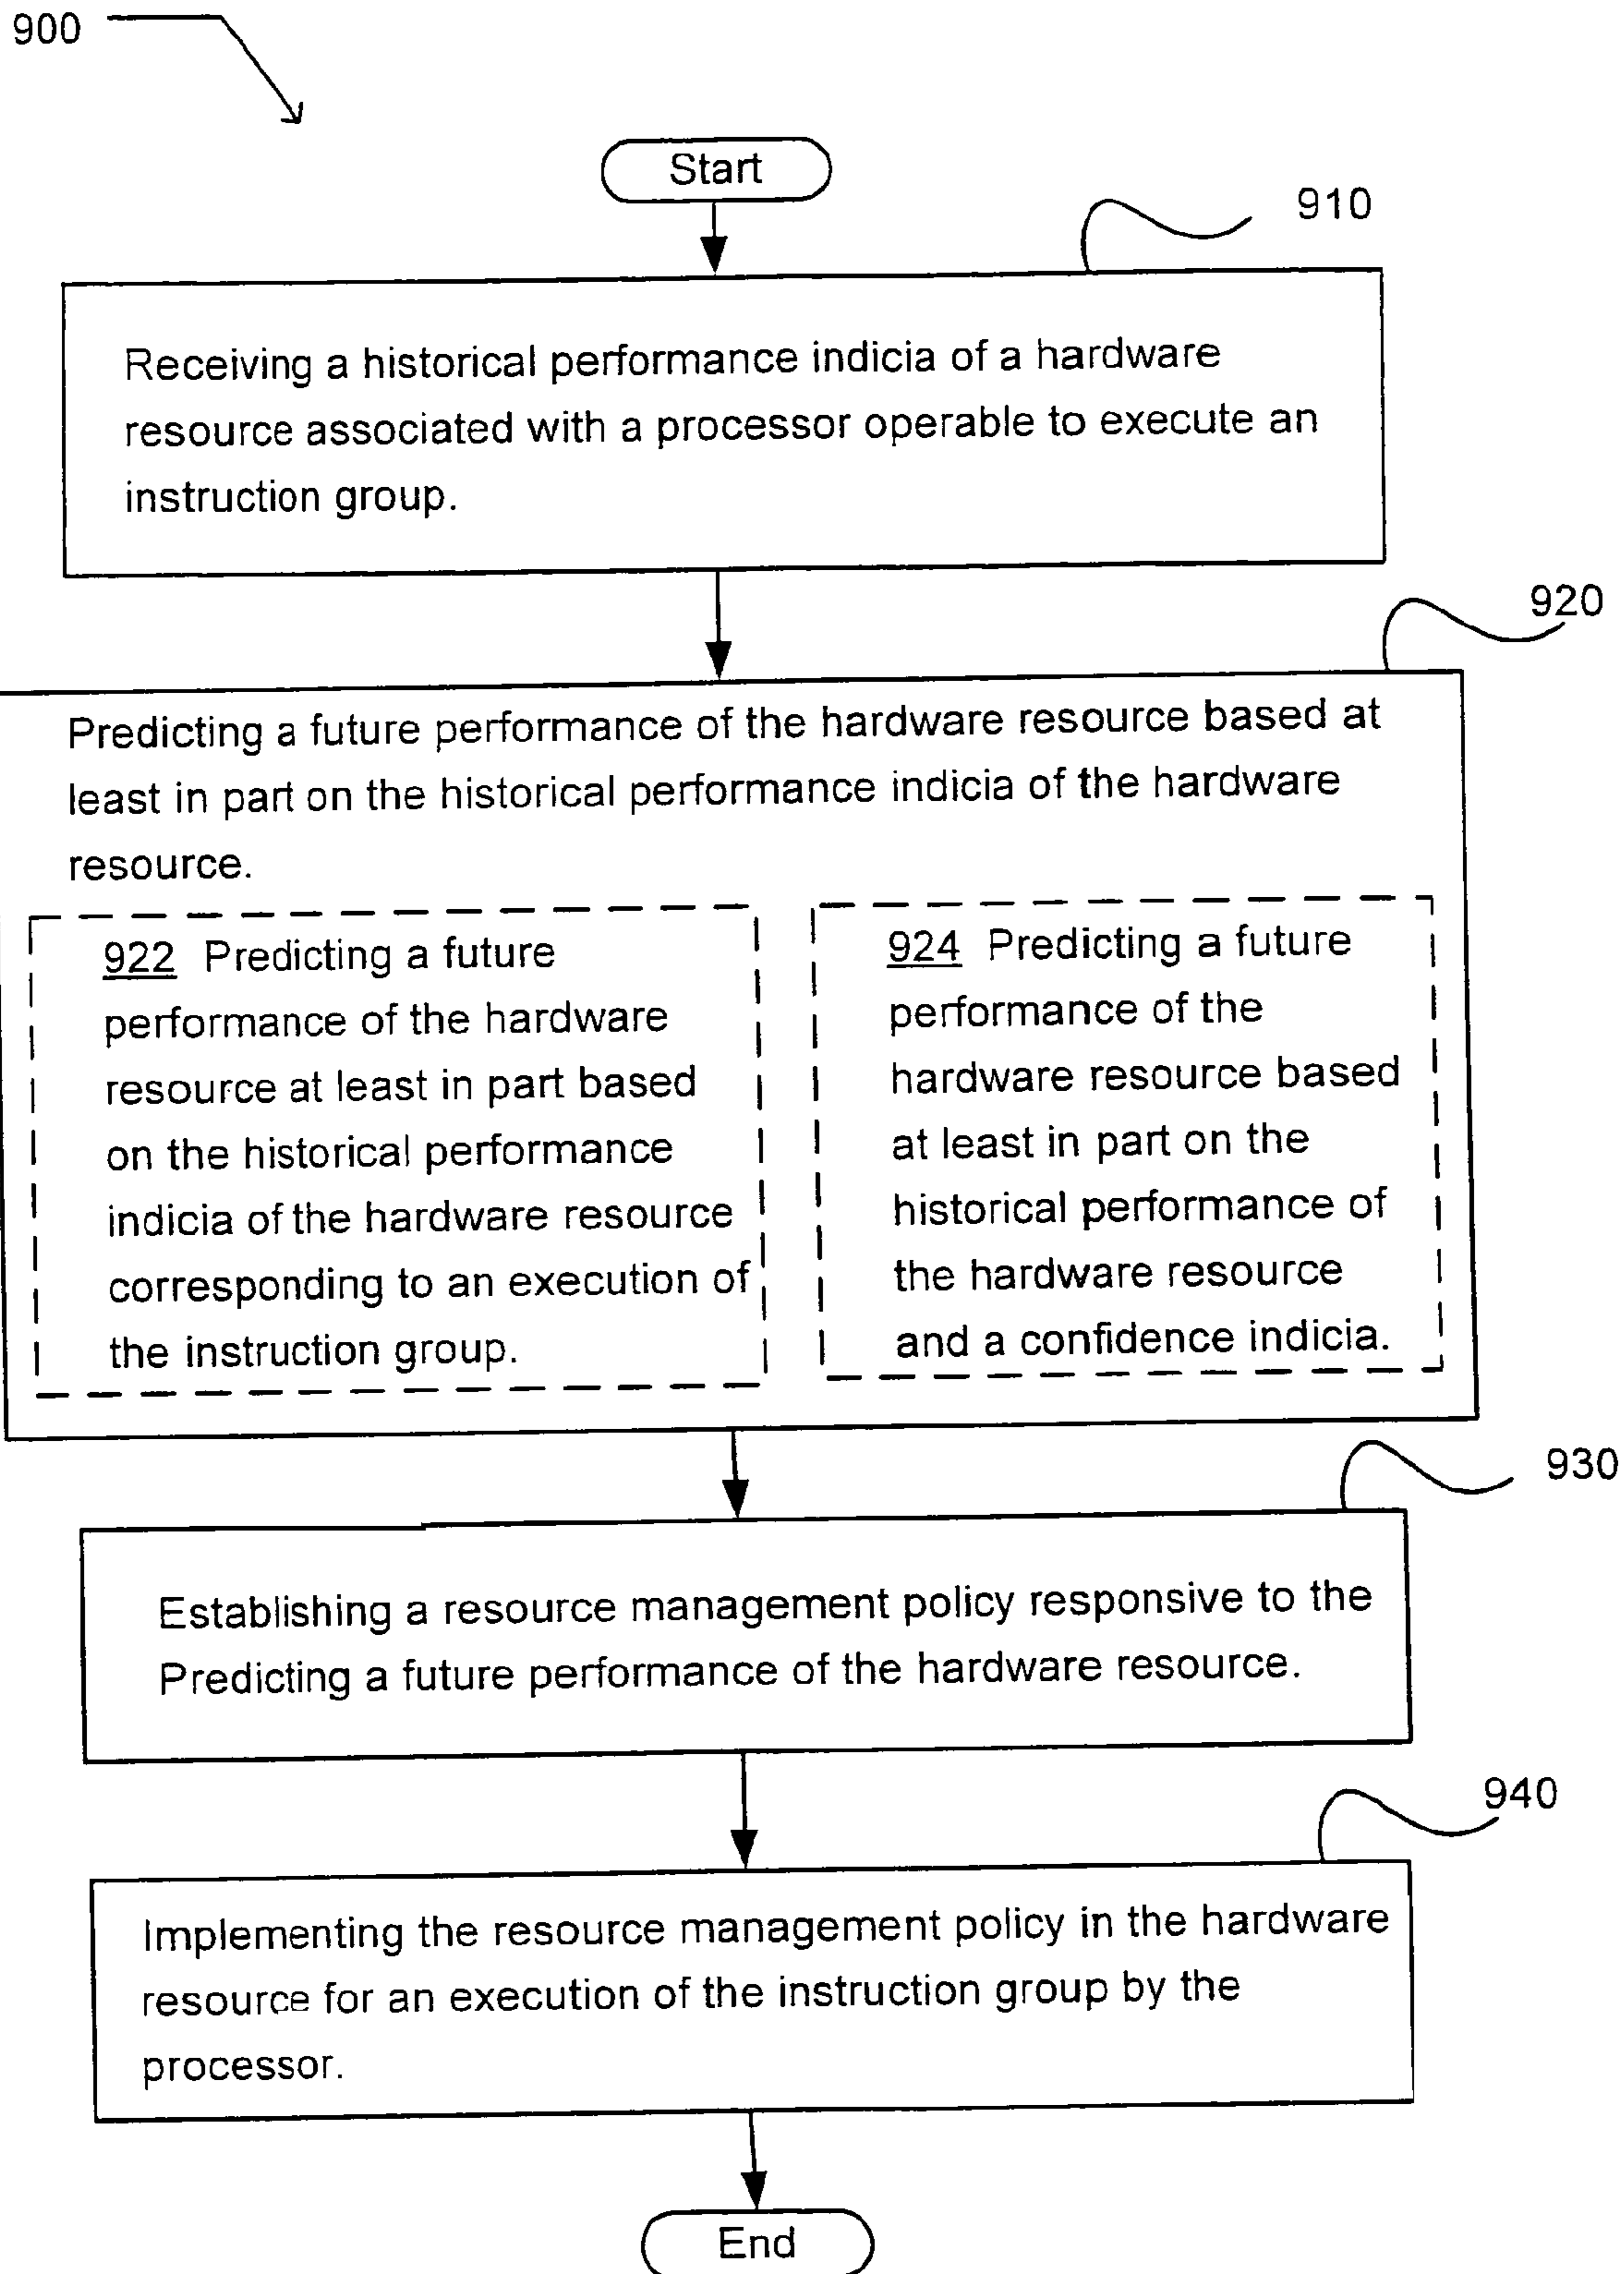 900
Start
910
Receiving a historical performance indicia of a hardware
resource associated with a processor operable to execute an
instruction group.
920
Predicting a future performance of the hardware resource based at
least in part on the historical performance indicia of the hardware
resource.
922 Predicting a future
performance of the hardware
resource at least in part based
on the historical performance
indicia of the hardware resource
corresponding to an execution of
the instruction group.
924 Predicting a future
performance of the
hardware resource based
at least in part on the
historical performance of
the hardware resource
and a confidence indicia.
930
Establishing a resource management policy responsive to the
Predicting a future performance of the hardware resource.
940
Implementing the resource management policy in the hardware
resource for an execution of the instruction group by the
processor.
End